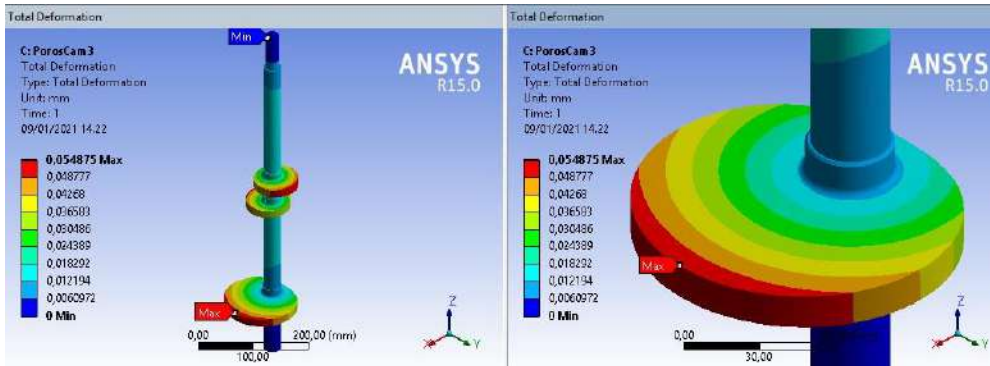 Total Deformation
C: PorosCam 3
Total Deformation
Type: Total Deformation
Unit: mm
Time: 1
09/01/2021 14.22
0,054875 Max
0,048777
0,04268
0,036583
0,030486
0,024389
0,018292
0,012194
0,0060972
0 Min
Min
Max
ANSYS
R15.0
0,00
200,00 (mm)
100,00
Z
X
Y
Total Deformation
C: PorosCam 3
Total Deformation
Type: Total Deformation
Unit: mm
Time: 1
09/01/2021 14.22
0,054875 Max
0,048777
0,04268
0,036583
0,030486
0,024389
0,018292
0,012194
0,0060972
0 Min
Max
ANSYS
R15.0
0,00
30,00
Z
X
Y